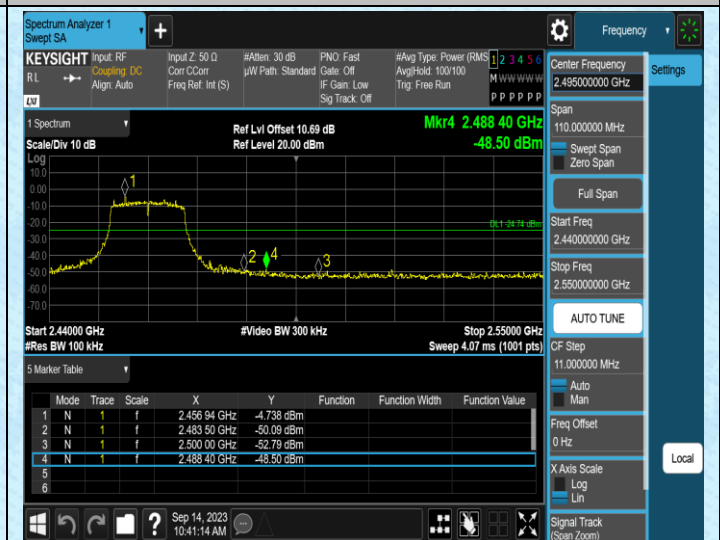 Spectrum Analyzer 1
Swept SA
+
Frequency
KEYSIGHT
R L
LXI
Input: RF
Coupling: DC
Align: Auto
Input Z: 50 Ω
Corr CCorr
Freq Ref: Int (S)
#Atten: 30 dB
µW Path: Standard
PNO: Fast
Gate: Off
IF Gain: Low
Sig Track: Off
#Avg Type: Power (RMS
Avg|Hold: 100/100
Trig: Free Run
1 2 3 4 5 6
M W W W W W
P P P P P P
Center Frequency
2.495000000 GHz
Settings
Span
110.000000 MHz
Swept Span
Zero Span
Full Span
Start Freq
2.440000000 GHz
Stop Freq
2.550000000 GHz
AUTO TUNE
CF Step
11.000000 MHz
Auto
Man
Freq Offset
0 Hz
X Axis Scale
Log
Lin
Signal Track
(Span Zoom)
Local
1 Spectrum
Scale/Div 10 dB
Ref Lvl Offset 10.69 dB
Ref Level 20.00 dBm
Mkr4 2.488 40 GHz
-48.50 dBm
Log
10.0
0.00
-10.0
-20.0
-30.0
-40.0
-50.0
-60.0
-70.0
1
2
4
3
DL1 -24.74 dBm
Start 2.44000 GHz
#Video BW 300 kHz
Stop 2.55000 GHz
#Res BW 100 kHz
Sweep 4.07 ms (1001 pts)
5 Marker Table
Mode Trace Scale X Y Function Function Width Function Value
1 N 1 f 2.456 94 GHz -4.738 dBm
2 N 1 f 2.483 50 GHz -50.09 dBm
3 N 1 f 2.500 00 GHz -52.79 dBm
4 N 1 f 2.488 40 GHz -48.50 dBm
5
6
?
Sep 14, 2023
10:41:14 AM